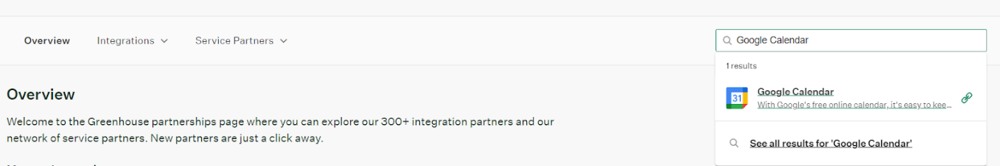 Overview
Integrations
Service Partners
Google Calendar
1 results
31
Google Calendar
With Google's free online calendar, it's easy to kee...
See all results for 'Google Calendar'
Overview
Welcome to the Greenhouse partnerships page where you can explore our 300+ integration partners and our
network of service partners. New partners are just a click away.